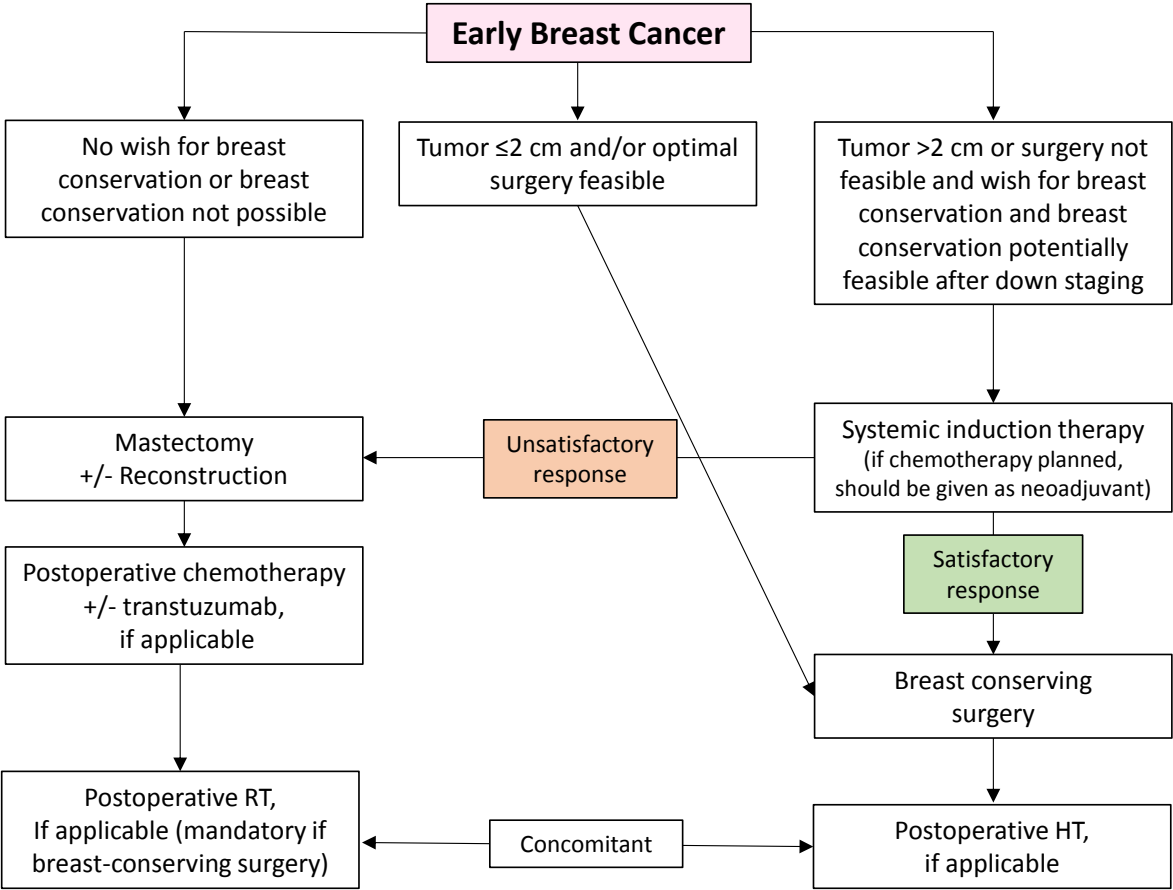 Early Breast Cancer
No wish for breast
conservation or breast
conservation not possible
Tumor ≤2 cm and/or optimal
surgery feasible
Tumor >2 cm or surgery not
feasible and wish for breast
conservation and breast
conservation potentially
feasible after down staging
Mastectomy
+/- Reconstruction
Unsatisfactory
response
Systemic induction therapy
(if chemotherapy planned,
should be given as neoadjuvant)
Postoperative chemotherapy
+/- transtuzumab,
if applicable
Satisfactory
response
Breast conserving
surgery
Postoperative RT,
If applicable (mandatory if
breast-conserving surgery)
Concomitant
Postoperative HT,
if applicable